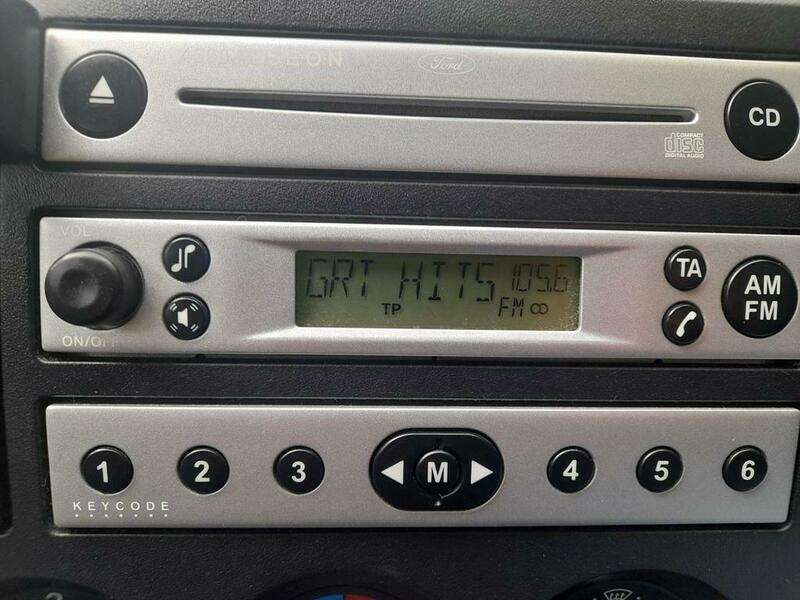 Ford
CD
COMPACT
disc
DIGITAL AUDIO
VOL
GRT HITS 105.6
TP FM
TA
AM
FM
ON/OFF
1 2 3 M 4 5 6
KEYCODE